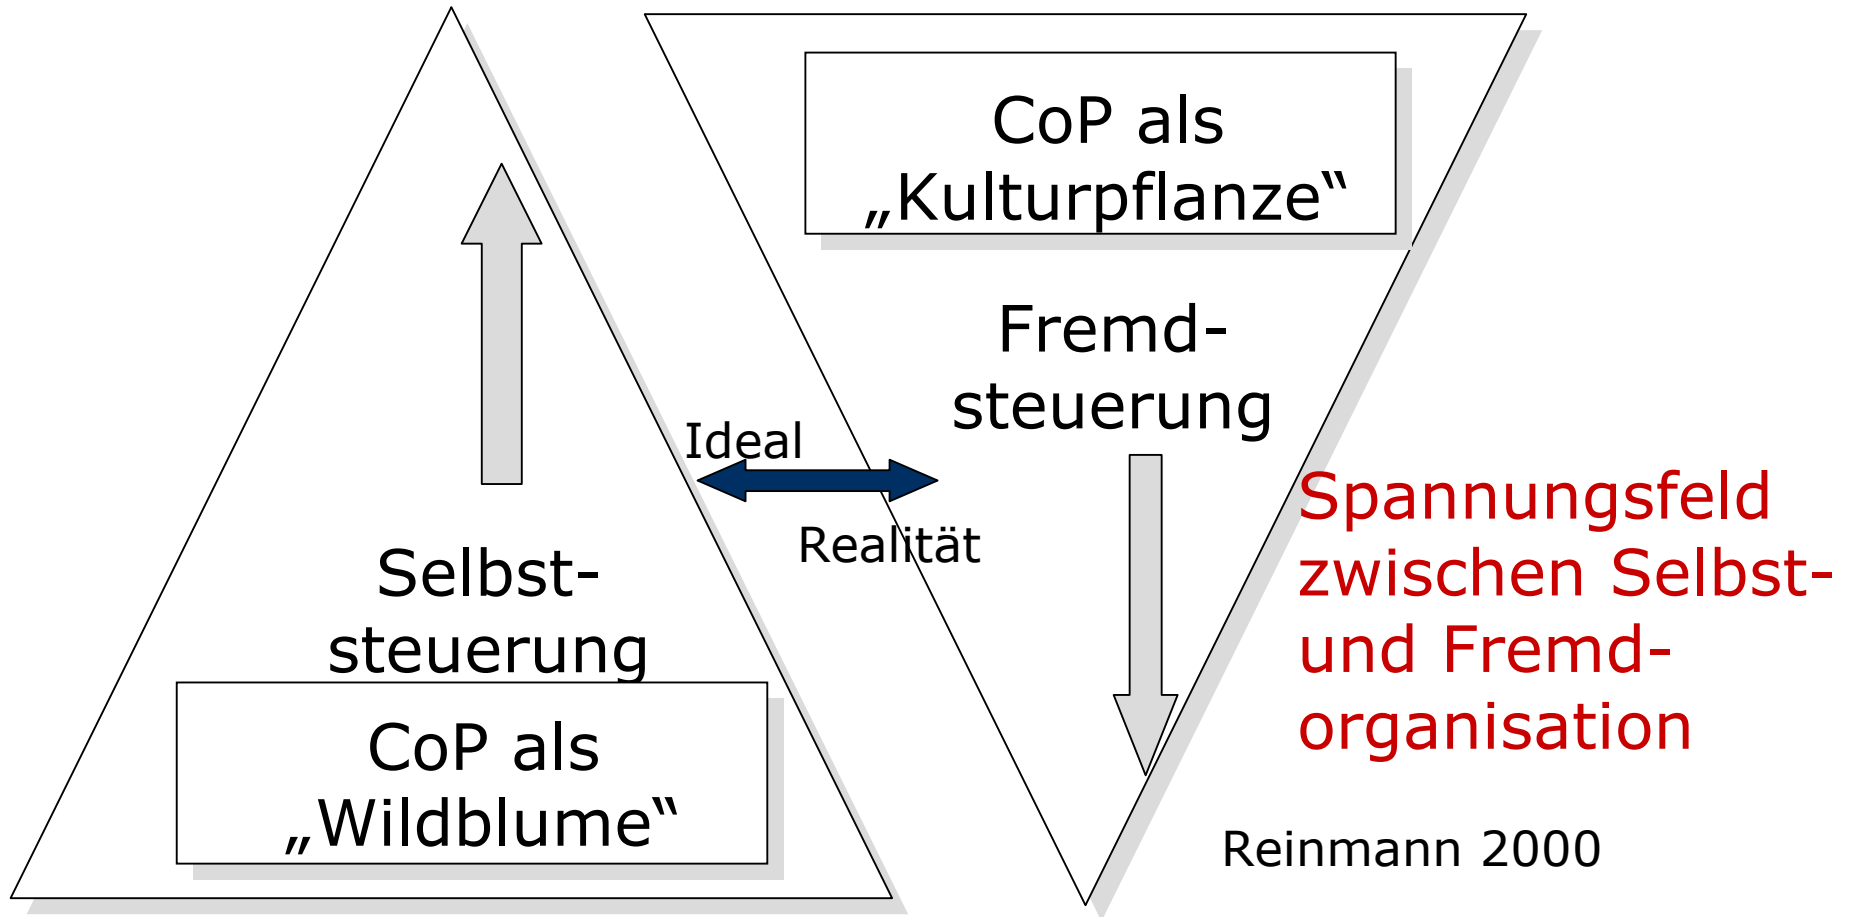 CoP als
„Kulturpflanze“
Fremd-
steuerung
Ideal
Realität
Selbst-
steuerung
CoP als
„Wildblume“
Spannungsfeld
zwischen Selbst-
und Fremd-
organisation
Reinmann 2000